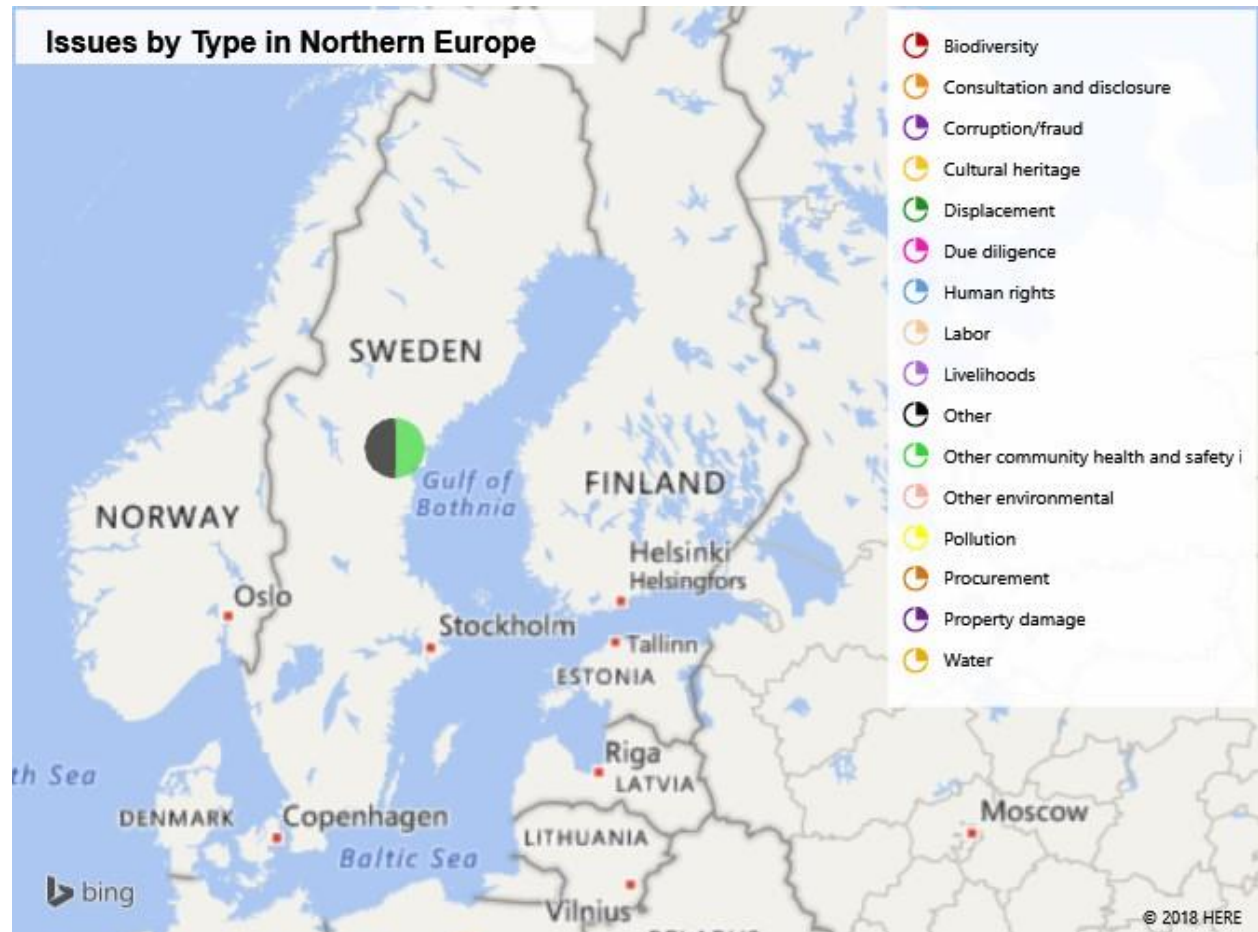 Issues by Type in Northern Europe
Biodiversity
Consultation and disclosure
Corruption/fraud
Cultural heritage
Displacement
Due diligence
Human rights
Labor
Livelihoods
Other
Other community health and safety i
Other environmental
Pollution
Procurement
Property damage
Water
SWEDEN
Gulf of
Bothnia
FINLAND
NORWAY
Helsinki
Helsingfors
Oslo
Stockholm
Tallinn
ESTONIA
Riga
LATVIA
th Sea
DENMARK
Copenhagen
Moscow
LITHUANIA
Baltic Sea
bing
Vilnius
© 2018 HERE